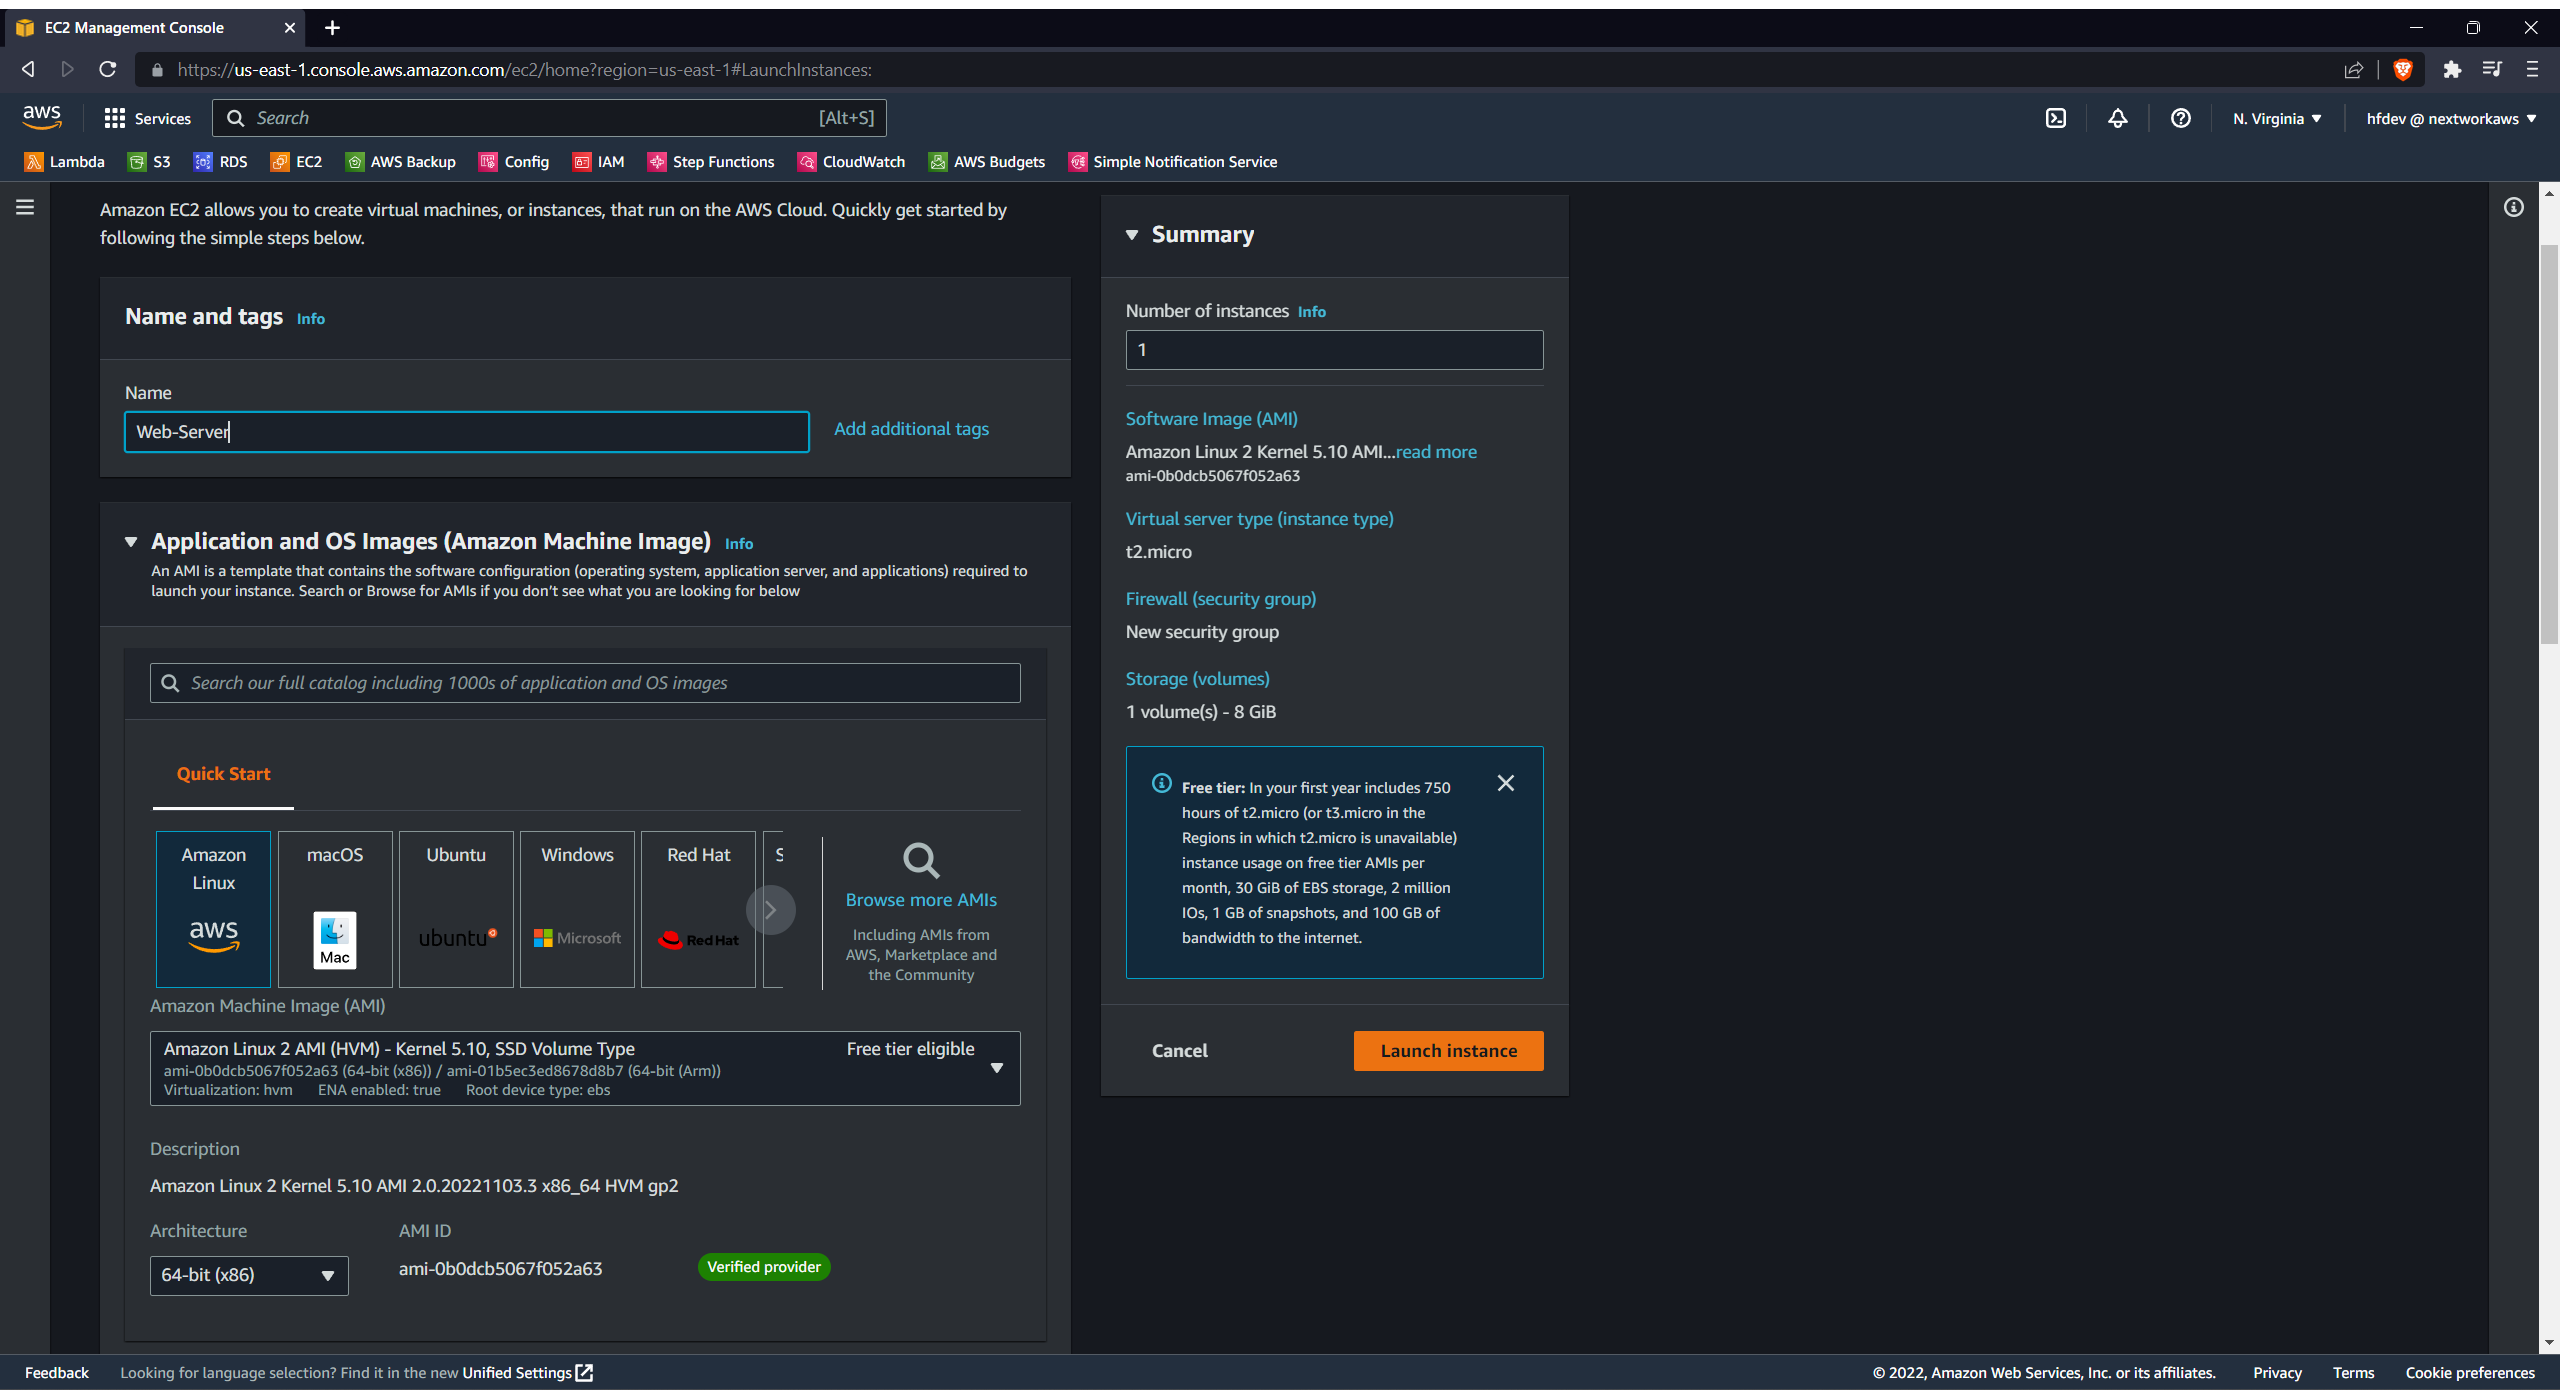 EC2 Management Console
https://us-east-1.console.aws.amazon.com/ec2/home?region=us-east-1#LaunchInstances:
aws
Services
Search
[Alt+S]
N. Virginia
hfdev @ nextworkaws
Lambda
S3
RDS
EC2
AWS Backup
Config
IAM
Step Functions
CloudWatch
AWS Budgets
Simple Notification Service
Amazon EC2 allows you to create virtual machines, or instances, that run on the AWS Cloud. Quickly get started by
following the simple steps below.
Name and tags Info
Name
Web-Server
Add additional tags
Application and OS Images (Amazon Machine Image) Info
An AMI is a template that contains the software configuration (operating system, application server, and applications) required to
launch your instance. Search or Browse for AMIs if you don't see what you are looking for below
Search our full catalog including 1000s of application and OS images
Quick Start
Amazon
Linux
aws
macOS
Mac
Ubuntu
ubuntu
Windows
Microsoft
Red Hat
Red Hat
S
Browse more AMIs
Including AMIs from
AWS, Marketplace and
the Community
Amazon Machine Image (AMI)
Amazon Linux 2 AMI (HVM) - Kernel 5.10, SSD Volume Type
Free tier eligible
ami-0b0dcb5067f052a63 (64-bit (x86)) / ami-01b5ec3ed8678d8b7 (64-bit (Arm))
Virtualization: hvm ENA enabled: true Root device type: ebs
Description
Amazon Linux 2 Kernel 5.10 AMI 2.0.20221103.3 x86_64 HVM gp2
Architecture
AMI ID
64-bit (x86)
ami-0b0dcb5067f052a63
Verified provider
Summary
Number of instances Info
1
Software Image (AMI)
Amazon Linux 2 Kernel 5.10 AMI...read more
ami-0b0dcb5067f052a63
Virtual server type (instance type)
t2.micro
Firewall (security group)
New security group
Storage (volumes)
1 volume(s) - 8 GiB
Free tier: In your first year includes 750
hours of t2.micro (or t3.micro in the
Regions in which t2.micro is unavailable)
instance usage on free tier AMIs per
month, 30 GiB of EBS storage, 2 million
IOs, 1 GB of snapshots, and 100 GB of
bandwidth to the internet.
Cancel
Launch instance
Feedback
Looking for language selection? Find it in the new Unified Settings
© 2022, Amazon Web Services, Inc. or its affiliates.
Privacy
Terms
Cookie preferences